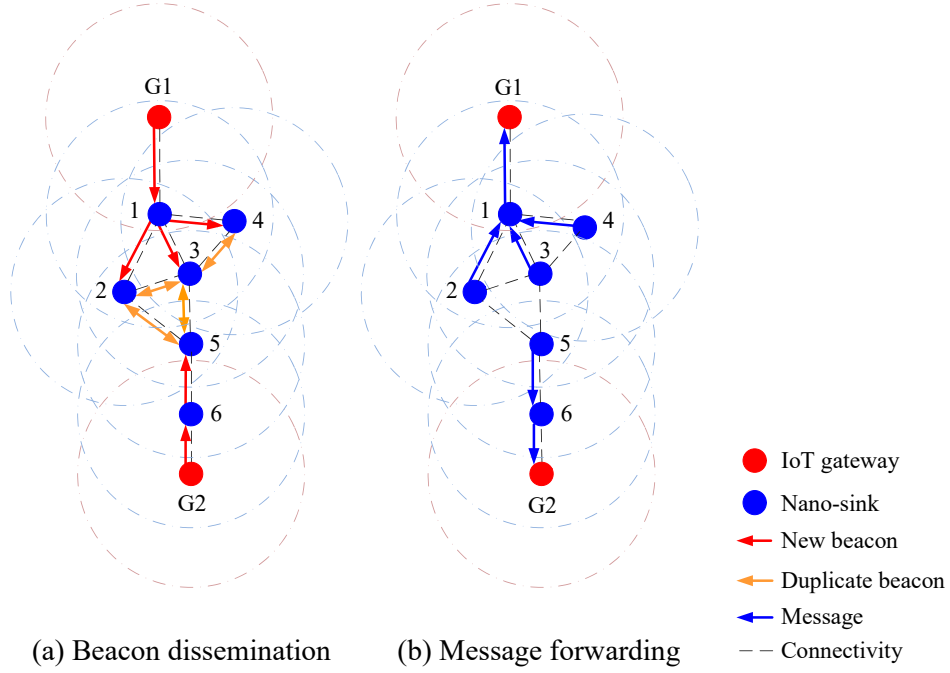 G1
1
4
3
2
5
6
G2
(a) Beacon dissemination
G1
1
4
3
2
5
6
G2
(b) Message forwarding
IoT gateway
Nano-sink
New beacon
Duplicate beacon
Message
Connectivity